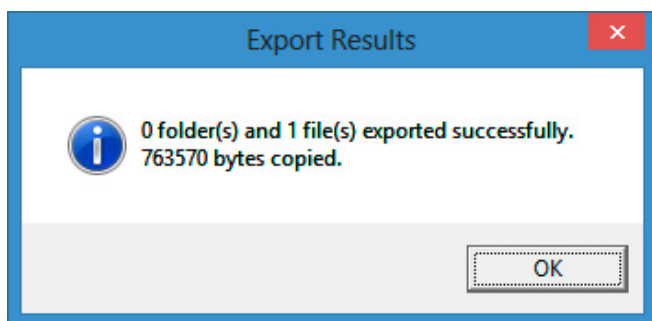 Export Results
0 folder(s) and 1 file(s) exported successfully.
763570 bytes copied.
OK